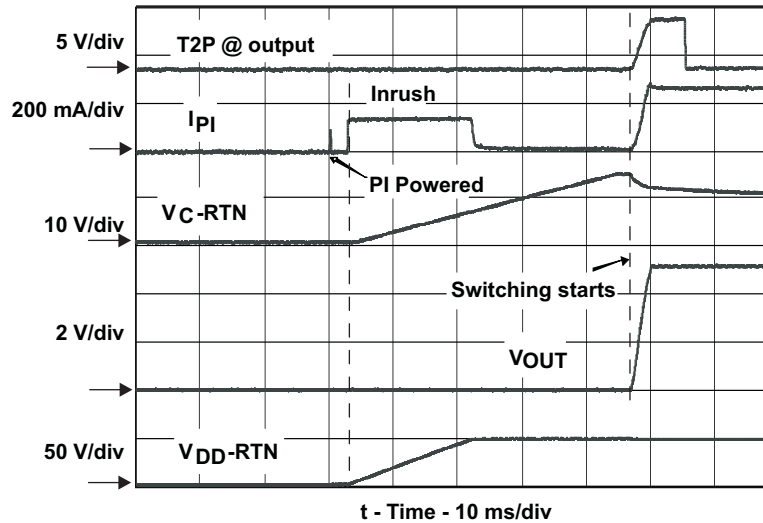 5 V/div
T2P @ output
200 mA/div
Inrush
IPI
PI Powered
VC-RTN
10 V/div
Switching starts
2 V/div
VOUT
50 V/div
VDD-RTN
t - Time - 10 ms/div